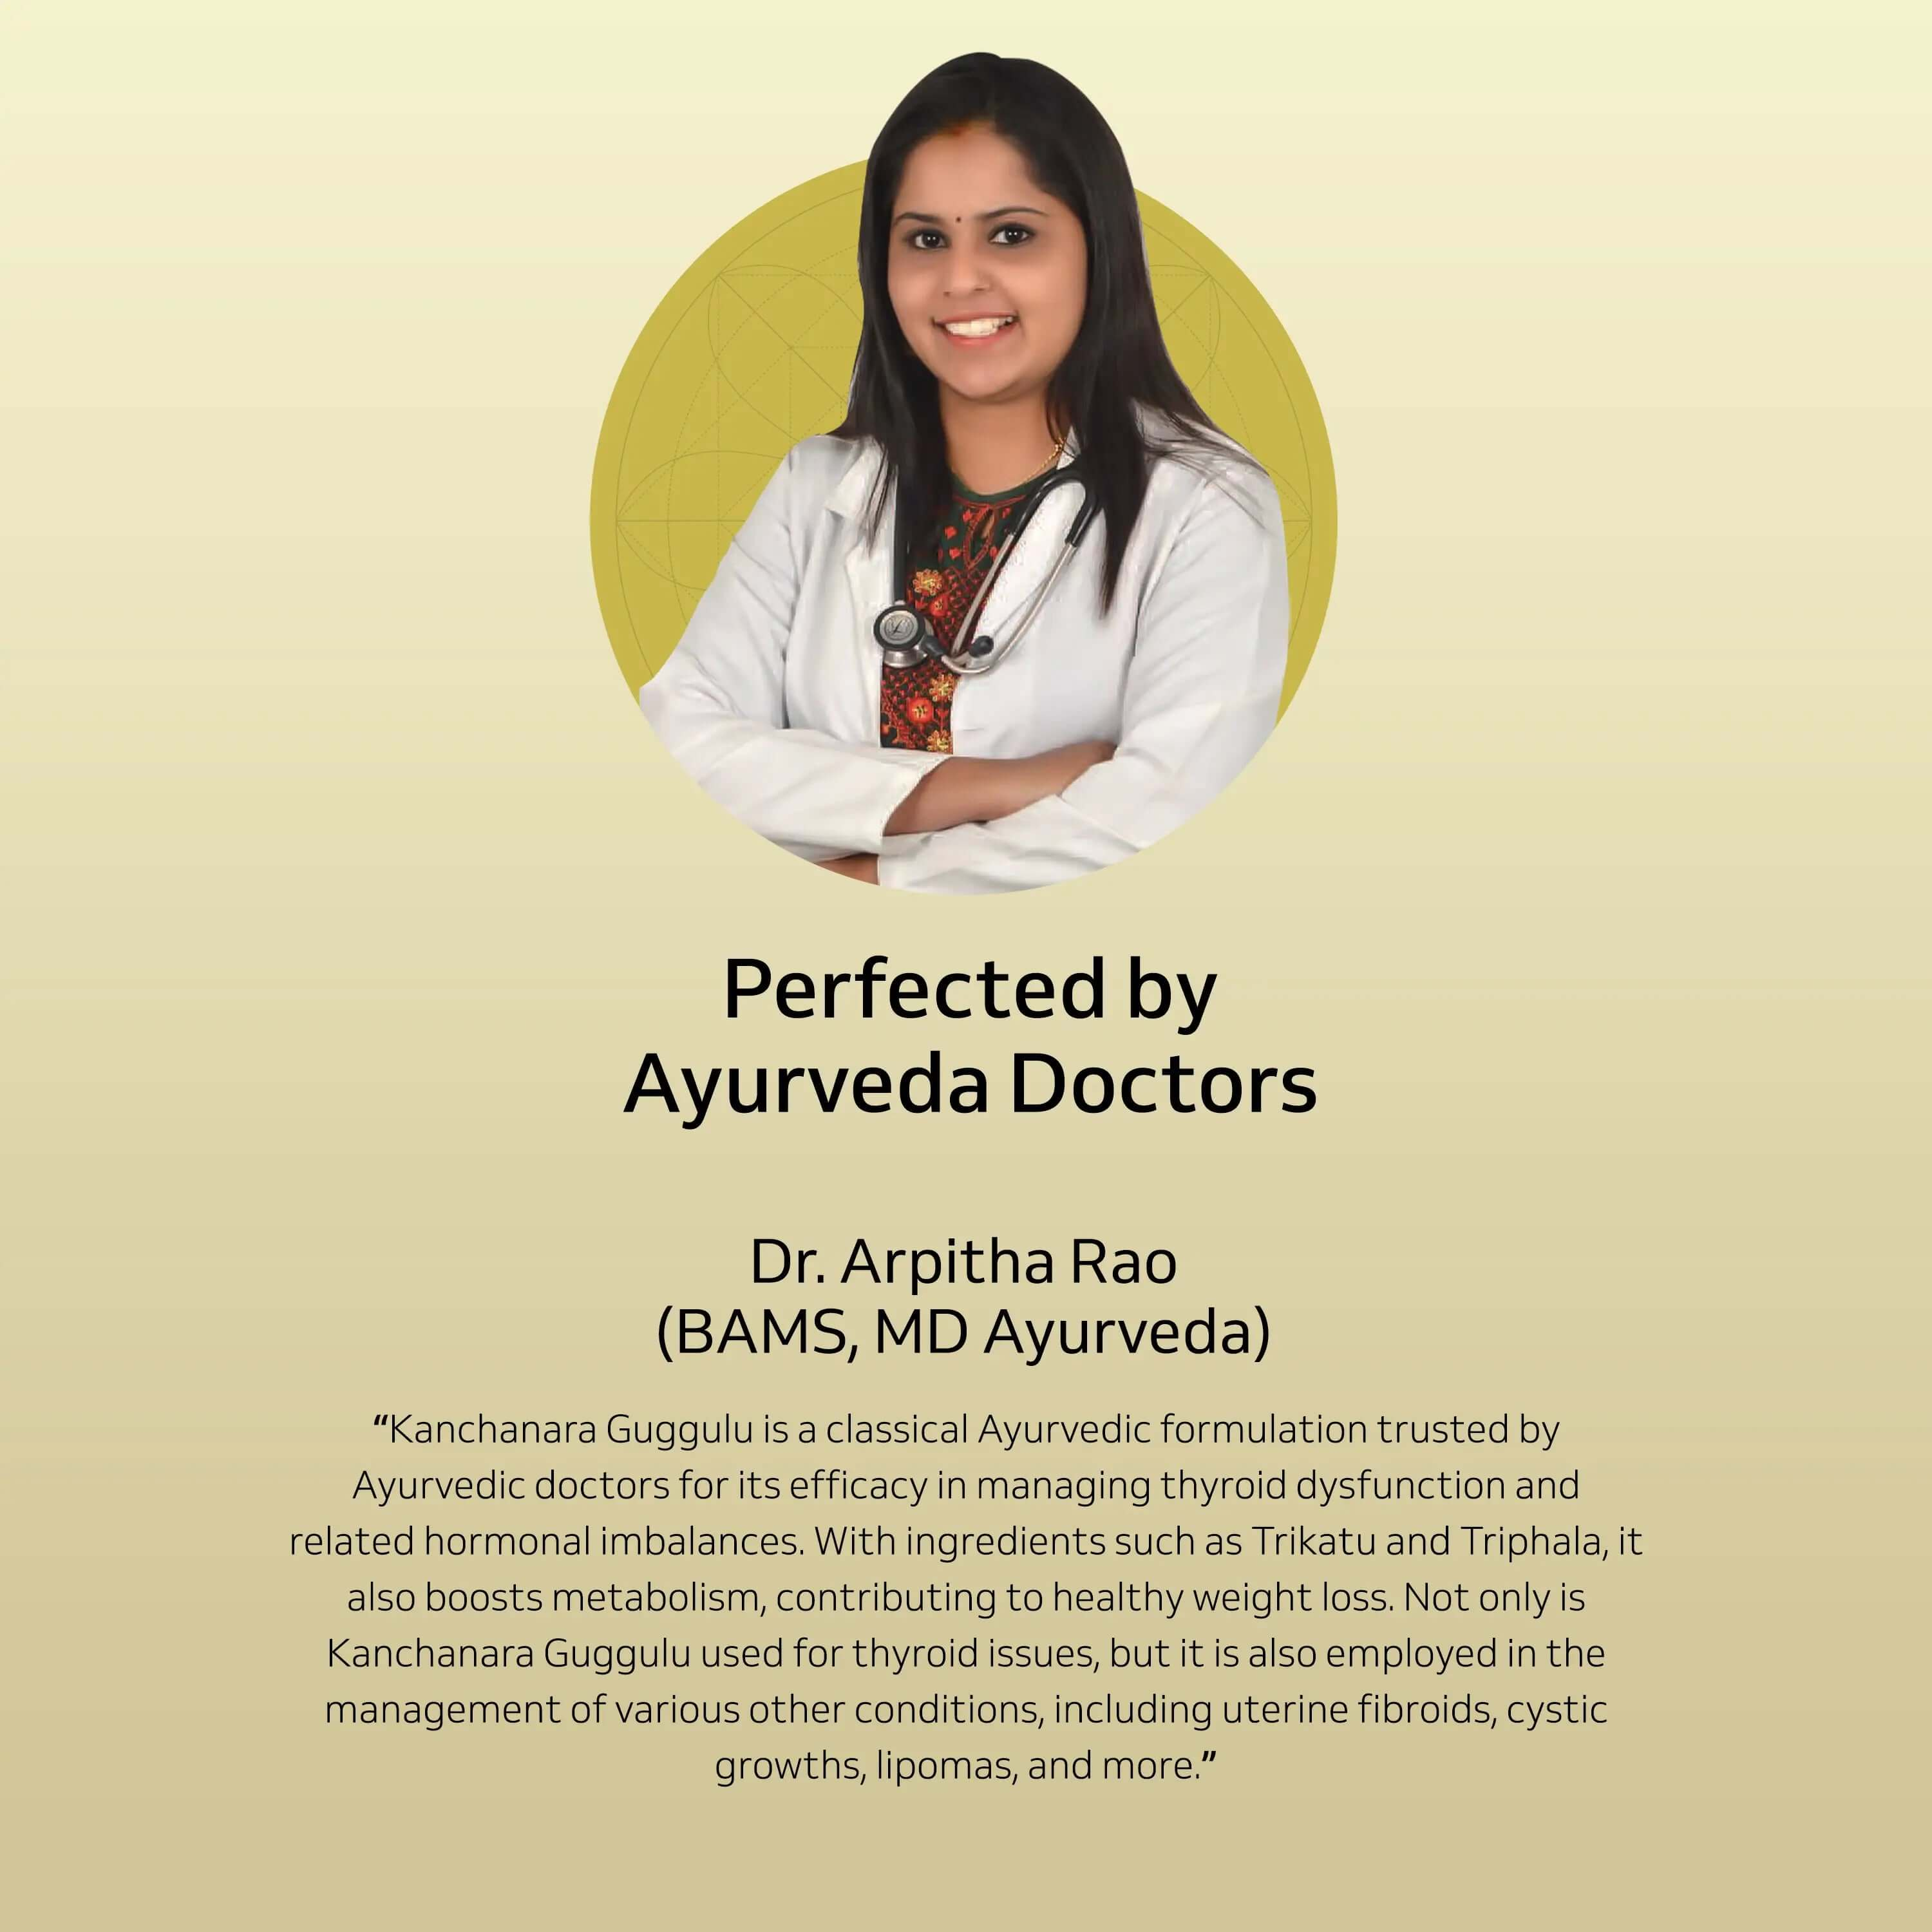 Perfected by
Ayurveda Doctors
Dr. Arpitha Rao
(BAMS, MD Ayurveda)
“Kanchanara Guggulu is a classical Ayurvedic formulation trusted by
Ayurvedic doctors for its efficacy in managing thyroid dysfunction and
related hormonal imbalances. With ingredients such as Trikatu and Triphala, it
also boosts metabolism, contributing to healthy weight loss. Not only is
Kanchanara Guggulu used for thyroid issues, but it is also employed in the
management of various other conditions, including uterine fibroids, cystic
growths, lipomas, and more.”